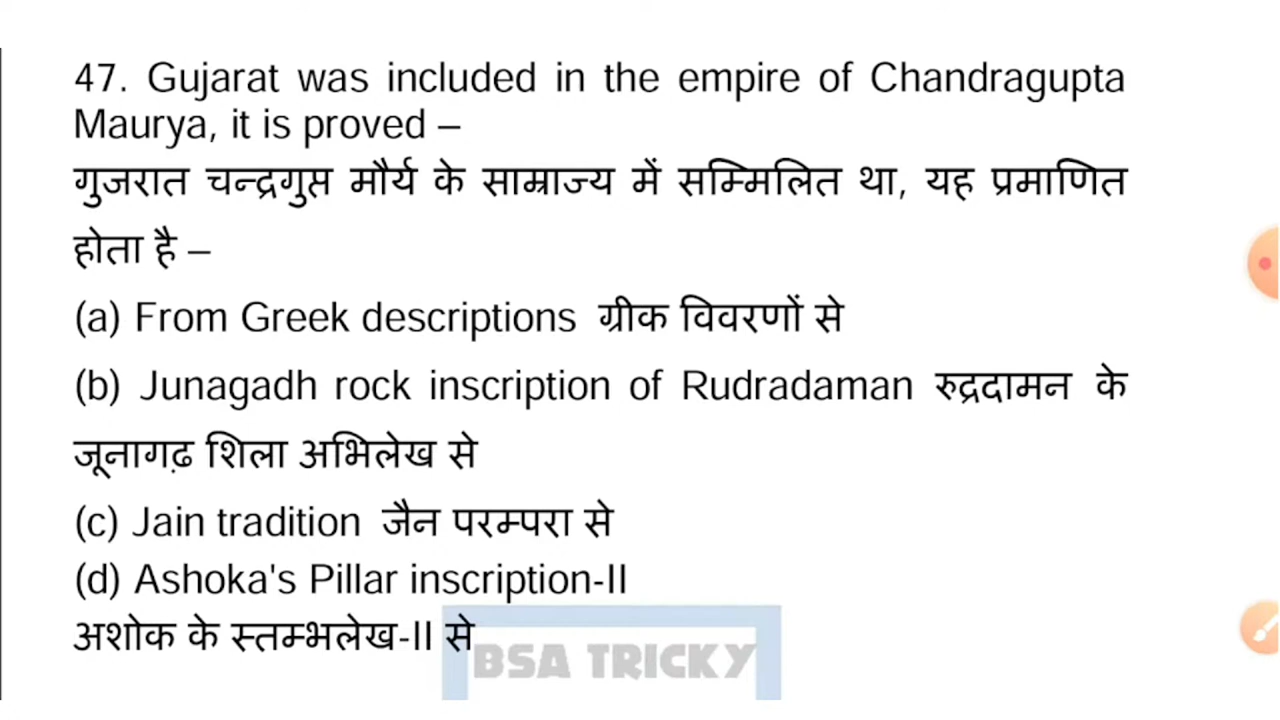 47. Gujarat was included in the empire of Chandragupta
Maurya, it is proved –
गुजरात चन्द्रगुप्त मौर्य के साम्राज्य में सम्मिलित था, यह प्रमाणित
होता है –
(a) From Greek descriptions ग्रीक विवरणों से
(b) Junagadh rock inscription of Rudradaman रुद्रदामन के
जूनागढ़ शिला अभिलेख से
(c) Jain tradition जैन परम्परा से
(d) Ashoka's Pillar inscription-II
अशोक के स्तम्भलेख-II से
BSA TRICKY